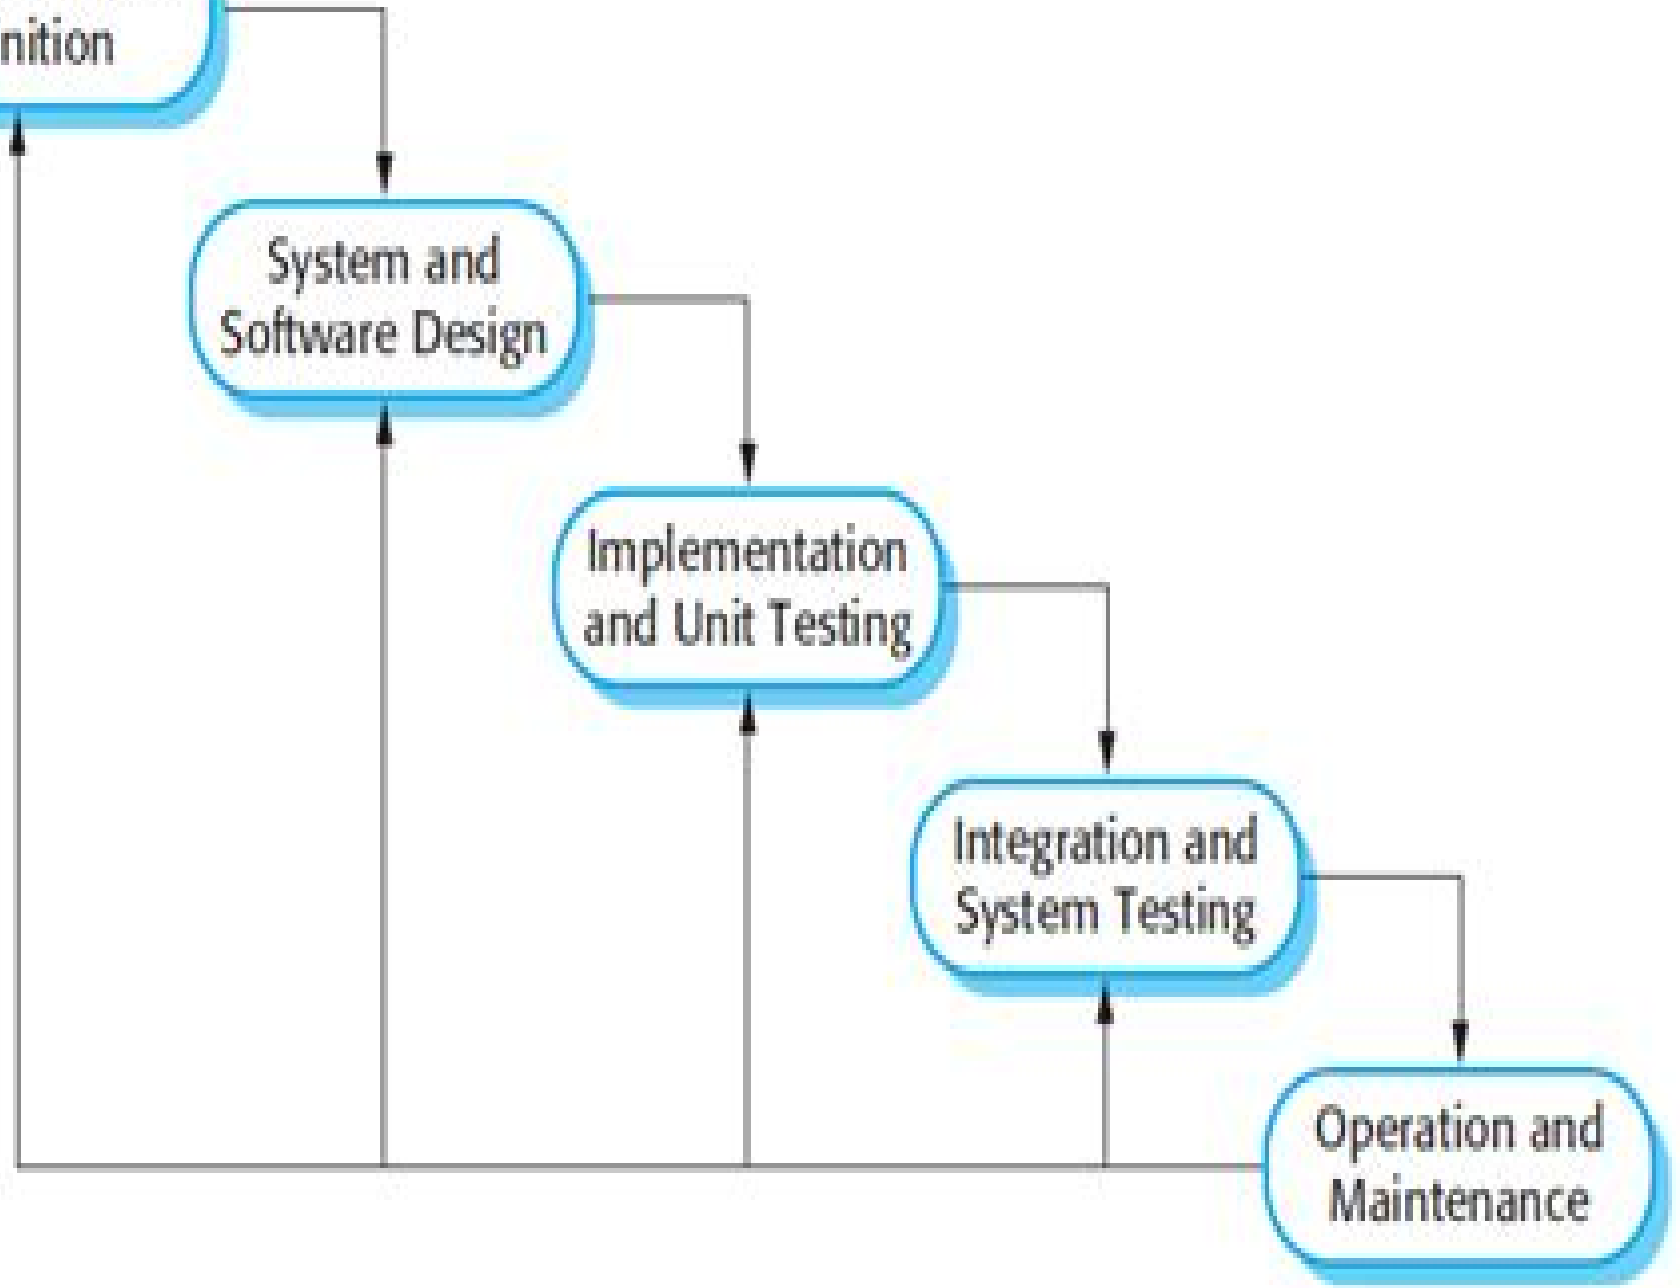 nition
System and
Software Design
Implementation
and Unit Testing
Integration and
System Testing
Operation and
Maintenance